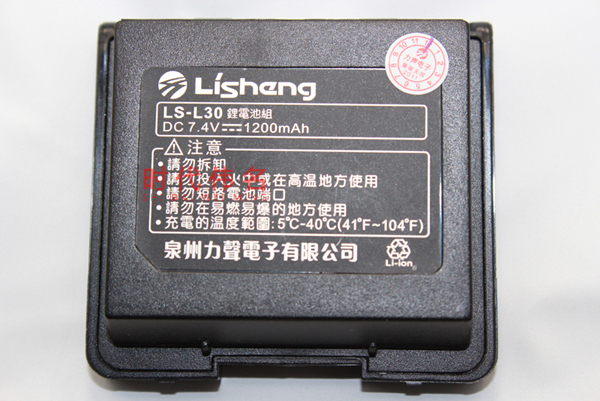 Lisheng
LS-L30 鋰電池組
DC 7.4V⎓1200mAh
⚠注意
•請勿拆卸
•請勿投入火中或在高温地方使用
•請勿短路電池端口
•請勿在易燃易爆的地方使用
•充電的温度範圍:5℃-40℃(41°F~104°F)
泉州力聲電子有限公司
Li-ion